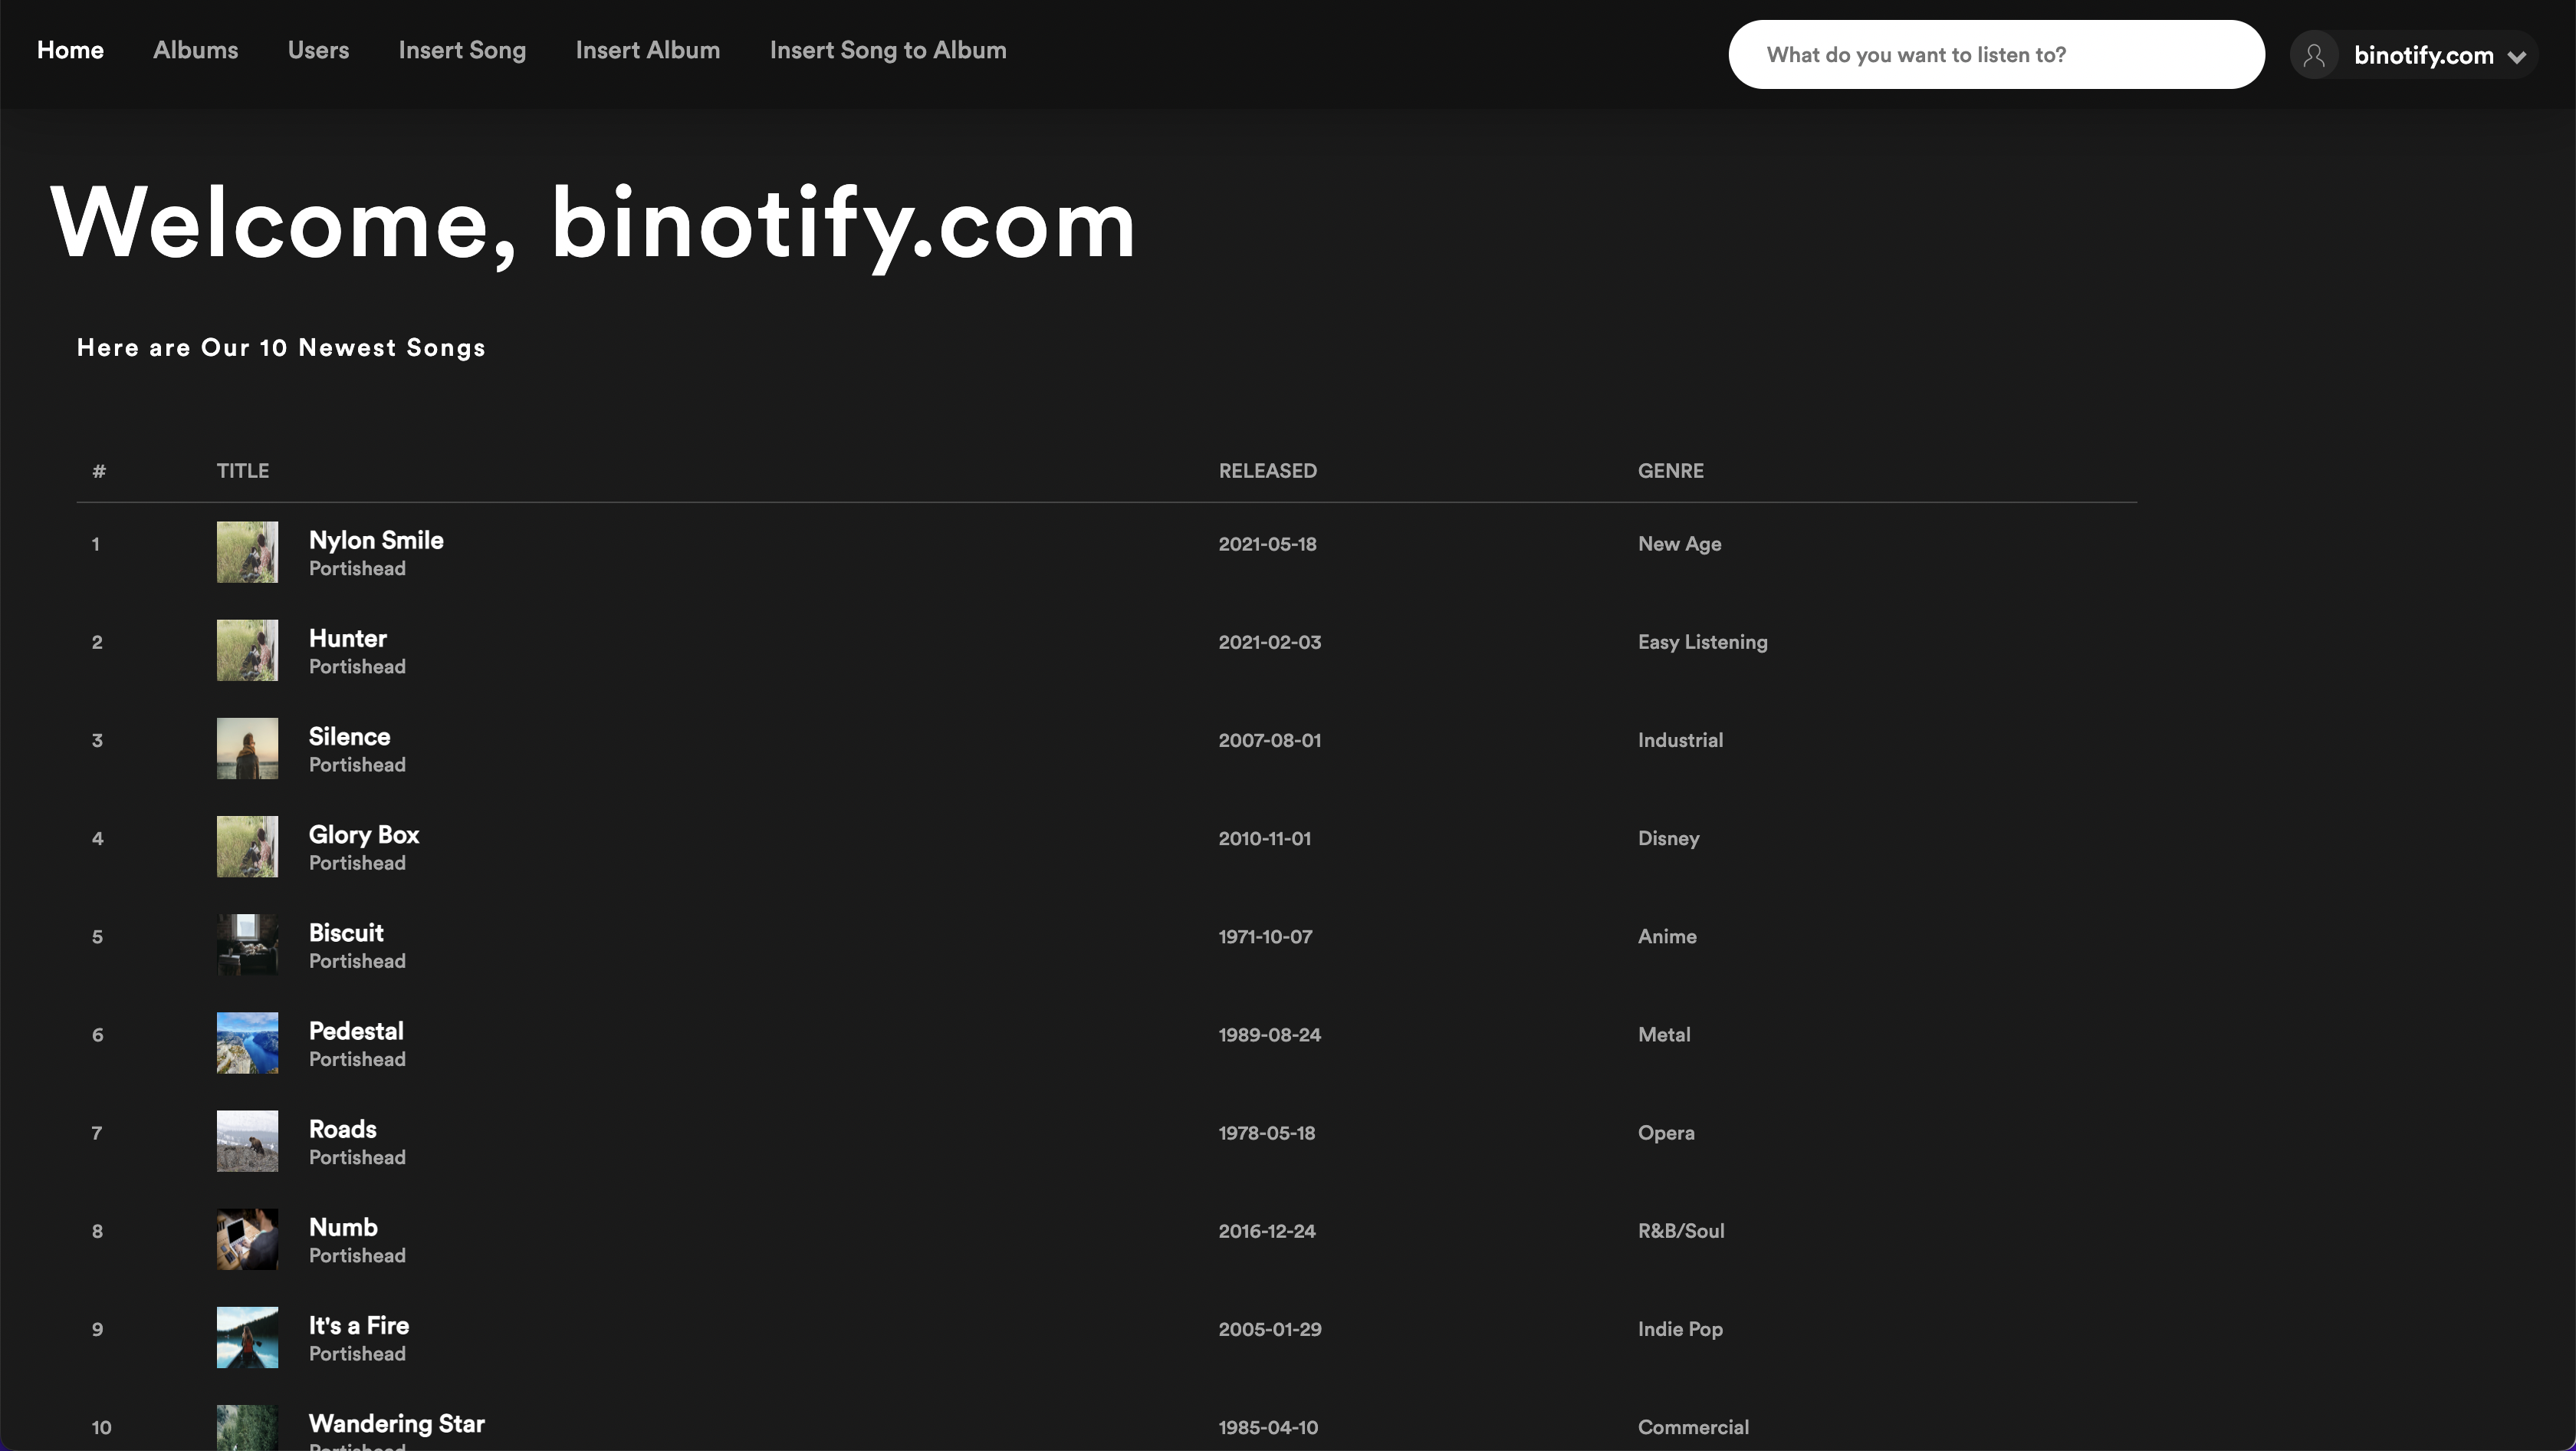 Home Albums Users Insert Song Insert Album Insert Song to Album What do you want to listen to? binotify.com
Welcome, binotify.com
Here are Our 10 Newest Songs
# TITLE RELEASED GENRE
1 Nylon Smile 2021-05-18 New Age
Portishead
2 Hunter 2021-02-03 Easy Listening
Portishead
3 Silence 2007-08-01 Industrial
Portishead
4 Glory Box 2010-11-01 Disney
Portishead
5 Biscuit 1971-10-07 Anime
Portishead
6 Pedestal 1989-08-24 Metal
Portishead
7 Roads 1978-05-18 Opera
Portishead
8 Numb 2016-12-24 R&B/Soul
Portishead
9 It's a Fire 2005-01-29 Indie Pop
Portishead
10 Wandering Star 1985-04-10 Commercial